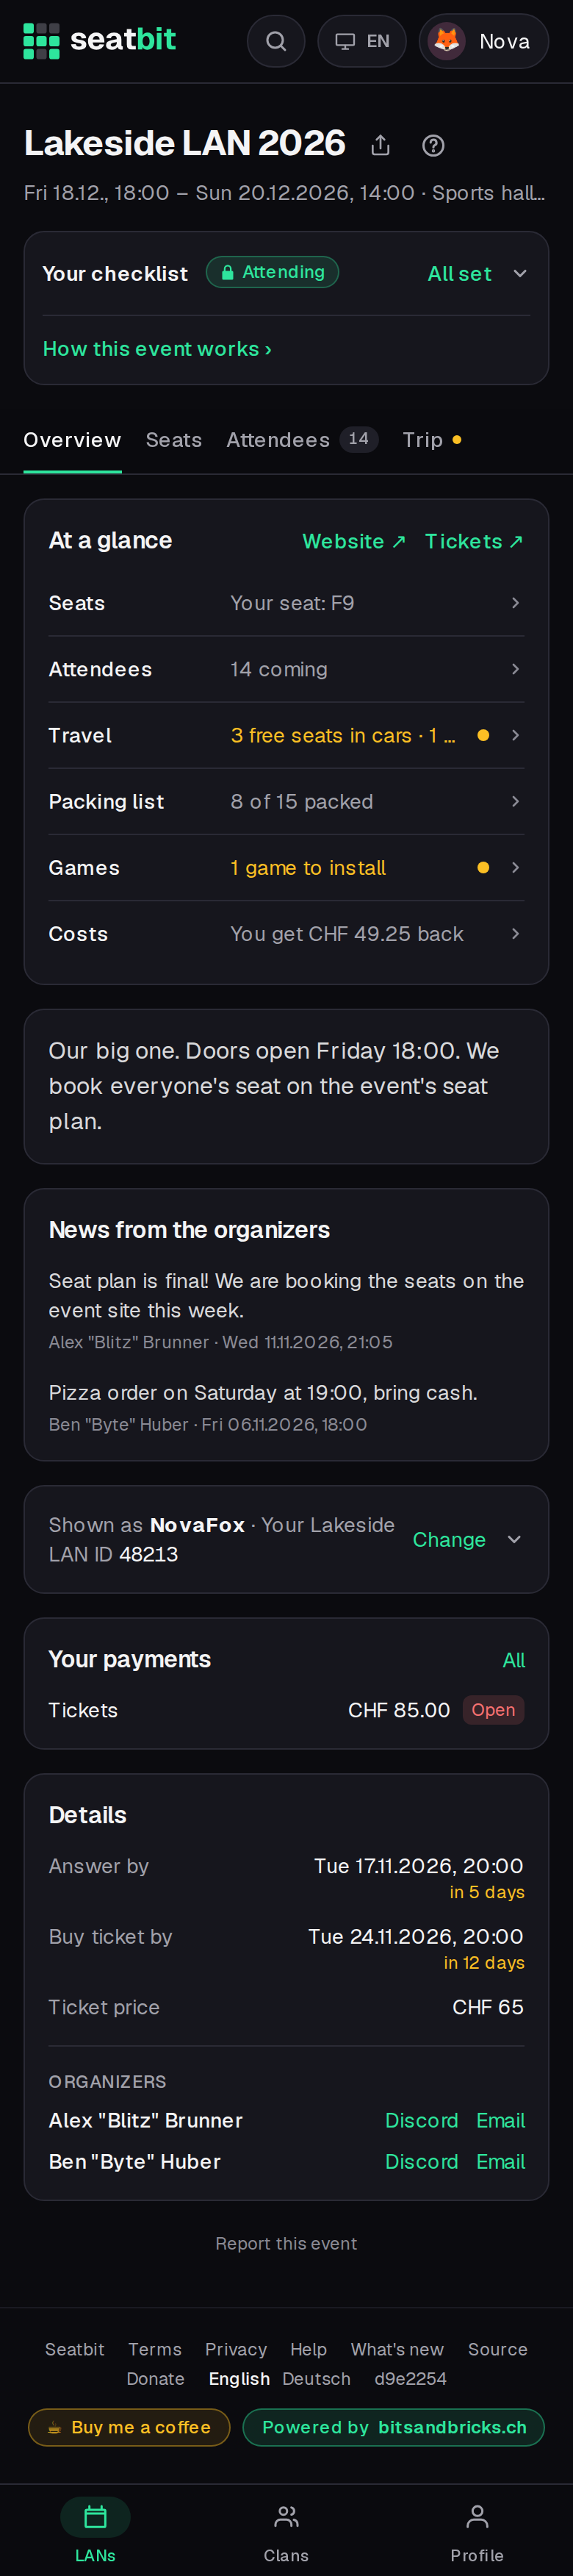 seatbit
EN
Nova
Lakeside LAN 2026
Fri 18.12., 18:00 – Sun 20.12.2026, 14:00 · Sports hall...
Your checklist Attending All set
How this event works ›
Overview Seats Attendees 14 Trip
At a glance Website ↗ Tickets ↗
Seats Your seat: F9
Attendees 14 coming
Travel 3 free seats in cars · 1 ...
Packing list 8 of 15 packed
Games 1 game to install
Costs You get CHF 49.25 back
Our big one. Doors open Friday 18:00. We
book everyone's seat on the event's seat
plan.
News from the organizers
Seat plan is final! We are booking the seats on the
event site this week.
Alex "Blitz" Brunner · Wed 11.11.2026, 21:05
Pizza order on Saturday at 19:00, bring cash.
Ben "Byte" Huber · Fri 06.11.2026, 18:00
Shown as NovaFox · Your Lakeside
LAN ID 48213
Change
Your payments All
Tickets CHF 85.00 Open
Details
Answer by Tue 17.11.2026, 20:00
in 5 days
Buy ticket by Tue 24.11.2026, 20:00
in 12 days
Ticket price CHF 65
ORGANIZERS
Alex "Blitz" Brunner Discord Email
Ben "Byte" Huber Discord Email
Report this event
Seatbit Terms Privacy Help What's new Source
Donate English Deutsch d9e2254
Buy me a coffee Powered by bitsandbricks.ch
LANs Clans Profile